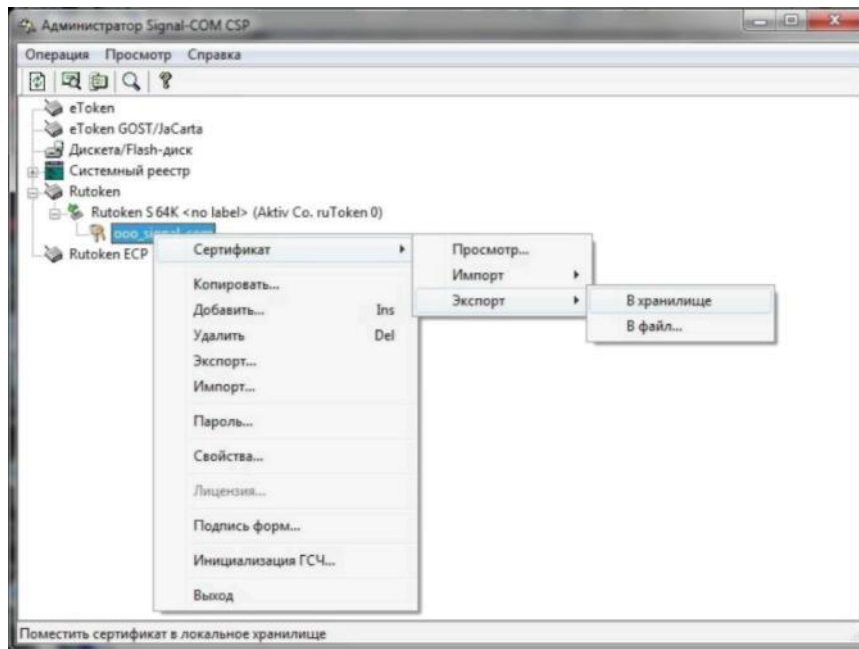 Администратор Signal-COM CSP
Операция Просмотр Справка
eToken
eToken GOST/JaCarta
Дискета/Flash-диск
Системный реестр
Rutoken
Rutoken S 64K <no label> (Aktiv Co. ruToken 0)
ooo_signal-com
Rutoken ECP
Сертификат
Копировать...
Добавить... Ins
Удалить Del
Экспорт...
Импорт...
Пароль...
Свойства...
Лицензия...
Подпись форм...
Инициализация ГСЧ...
Выход
Просмотр...
Импорт
Экспорт
В хранилище
В файл...
Поместить сертификат в локальное хранилище